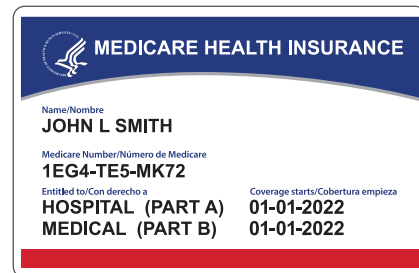 MEDICARE HEALTH INSURANCE
Name/Nombre
JOHN L SMITH
Medicare Number/Número de Medicare
1EG4-TE5-MK72
Entitled to/Con derecho a Coverage starts/Cobertura empieza
HOSPITAL (PART A) 01-01-2022
MEDICAL (PART B) 01-01-2022